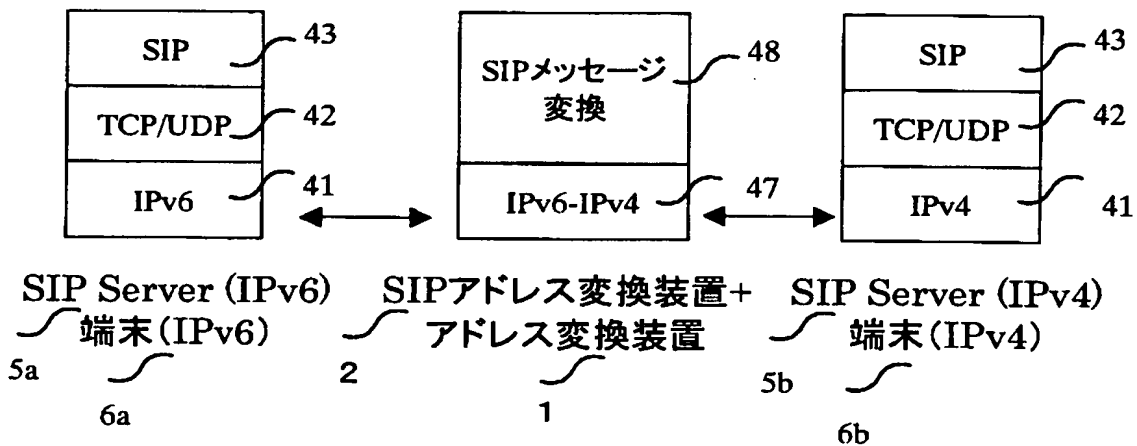 SIP
43
TCP/UDP
42
IPv6
41
SIPメッセージ
変換
48
IPv6-IPv4
47
SIP
43
TCP/UDP
42
IPv4
41
SIP Server (IPv6)
端末(IPv6)
5a
6a
SIPアドレス変換装置+
アドレス変換装置
2
1
SIP Server (IPv4)
端末(IPv4)
5b
6b